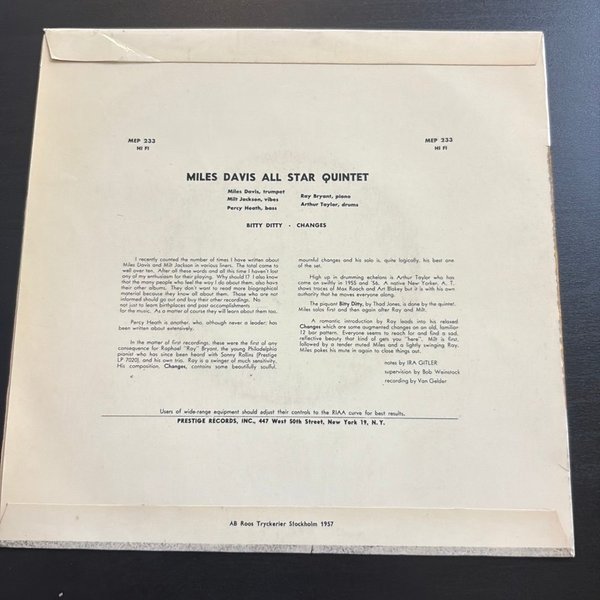 MEP 233
HI FI
MEP 233
HI FI
MILES DAVIS ALL STAR QUINTET
Miles Davis, trumpet
Milt Jackson, vibes
Percy Heath, bass
Ray Bryant, piano
Arthur Taylor, drums
BITTY DITTY - CHANGES
I recently counted the number of times I have written about
Miles Davis and Milt Jackson in various liners. The total came to
well over ten. After all these words and all this time I haven't lost
any of my enthusiasm for their playing. Why should I? I also know
that the many people who feel the way I do about them; also have
their other albums. They don't want to read more biographical
material because they know all about them. Those who are not
informed should go out and buy their other recordings. No
not just to learn birthplaces and past accomplishments
for the music. As a matter of course they will learn about them too.
Percy Heath is another, who, although never a leader; has
been written about extensively.
In the matter of first recordings, these were the first of any
consequence for Raphael "Ray" Bryant, the young Philadelphia
pianist who has since been heard with Sonny Rollins (Prestige
LP 7020), and his own trio. Ray is a swinger of much sensitivity.
His composition, Changes, contains some beautifully soulful,
mournful changes and his solo is, quite logically, his best one
of the set.
High up in drumming echelons is Arthur Taylor who has
come on swiftly in 1955 and '56. A native New Yorker, A. T.
shows traces of Max Roach and Art Blakey but it is with his own
authority that he moves everyone along.
The piquant Bitty Ditty, by Thad Jones, is done by the quintet.
Miles solos first and then again after Ray and Milt.
A romantic introduction by Ray leads into his relaxed
Changes which are some augmented changes on an old, familiar
12 bar pattern. Everyone seems to reach for and find a sad,
reflective beauty that kind of gets you "here". Milt is first,
followed by a tender muted Miles and a lightly swinging Ray.
Miles pokes his mute in again to close things out.
notes by IRA GITLER
supervision by Bob Weinstock
recording by Van Gelder
Users of wide-range equipment should adjust their controls to the RIAA curve for best results.
PRESTIGE RECORDS, INC., 447 West 50th Street, New York 19, N. Y.
AB Roos Tryckerier Stockholm 1957